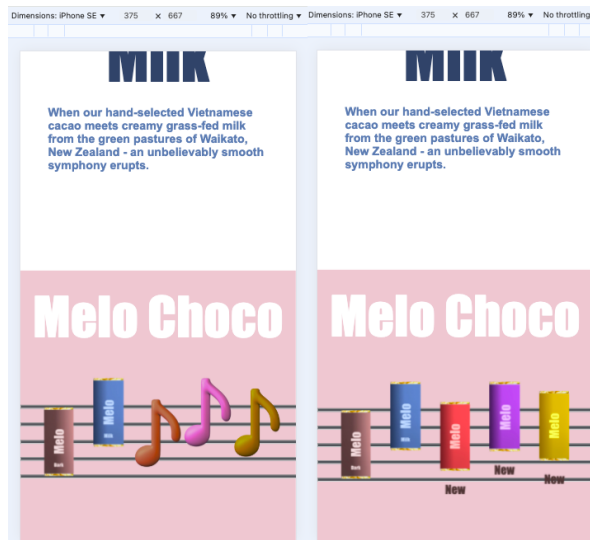 Dimensions: iPhone SE ▼ 375 x 667 89% ▼ No throttling ▼
Milk
When our hand-selected Vietnamese
cacao meets creamy grass-fed milk
from the green pastures of Waikato,
New Zealand - an unbelievably smooth
symphony erupts.
Melo Choco
Melo
Dark
Melo
Milk
Dimensions: iPhone SE ▼ 375 x 667 89% ▼ No throttling
Milk
When our hand-selected Vietnamese
cacao meets creamy grass-fed milk
from the green pastures of Waikato,
New Zealand - an unbelievably smooth
symphony erupts.
Melo Choco
Melo
Dark
Melo
Milk
Melo
New
Melo
New
Melo
New